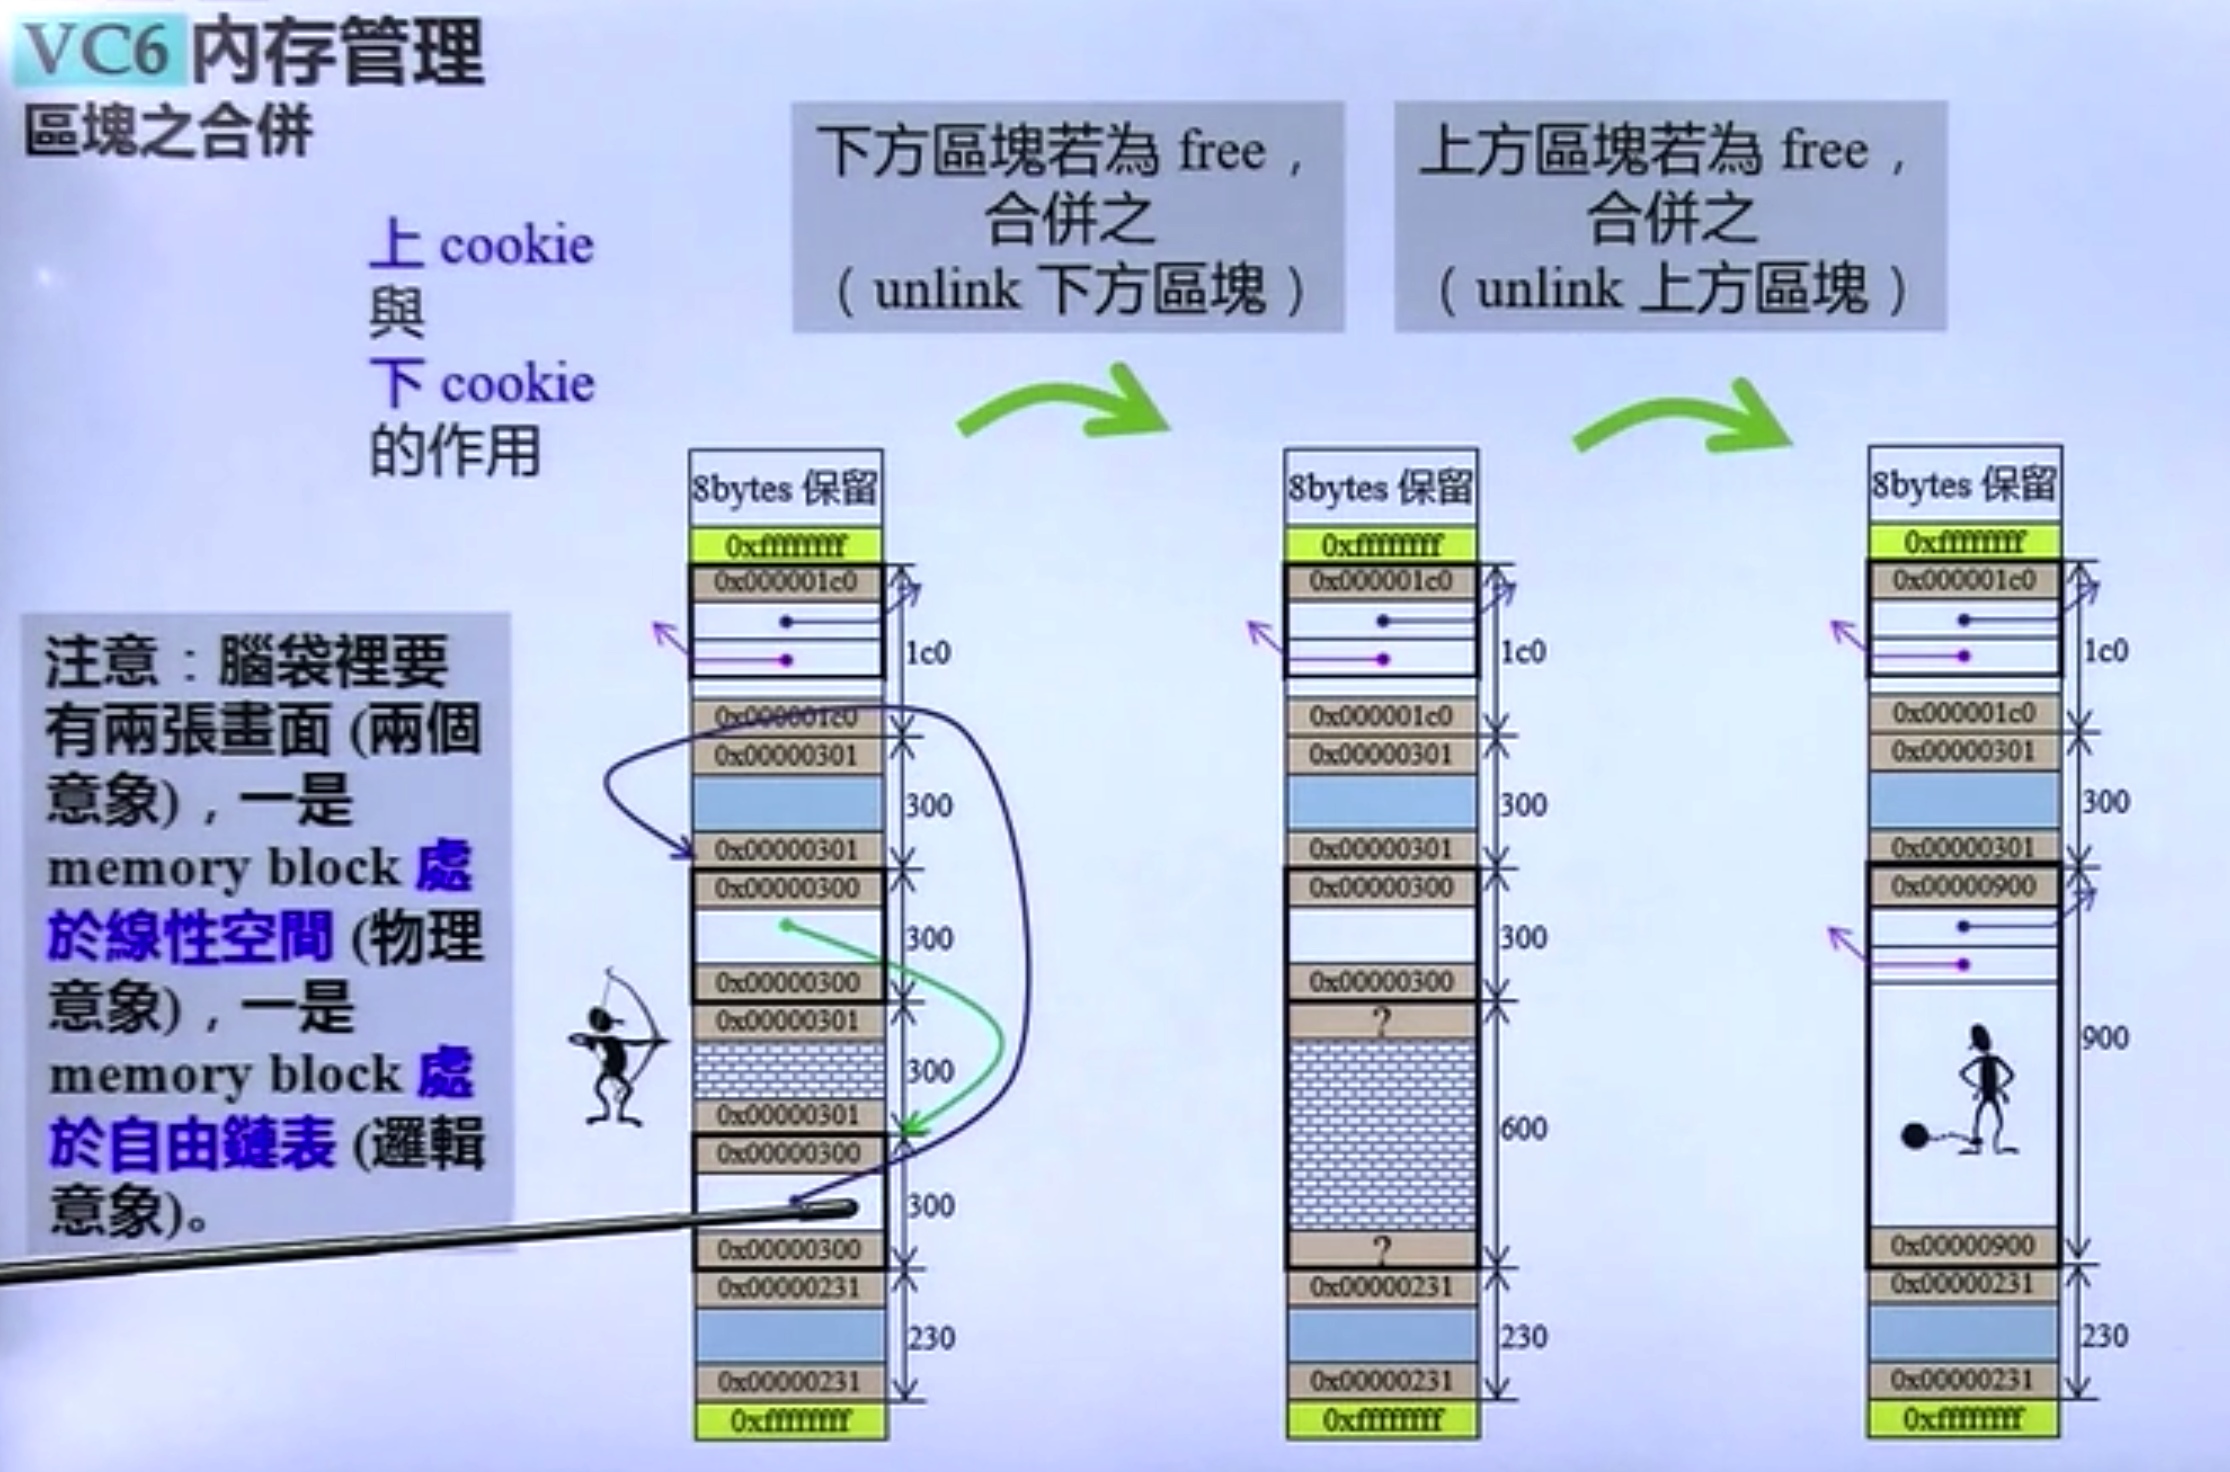 VC6 內存管理
區塊之合併
上 cookie
與
下 cookie
的作用
下方區塊若為 free，
合併之
（unlink 下方區塊）
上方區塊若為 free，
合併之
（unlink 上方區塊）
注意：腦袋裡要
有兩張畫面 (兩個
意象)，一是
memory block 處
於線性空間 (物理
意象)，一是
memory block 處
於自由鏈表 (邏輯
意象)。
8bytes 保留
0xffffffff
0x000001c0
1c0
0x000001c0
0x00000301
300
0x00000301
0x00000300
300
0x00000300
0x00000301
300
0x00000301
0x00000300
300
0x00000300
0x00000231
230
0x00000231
0xffffffff
8bytes 保留
0xffffffff
0x000001c0
1c0
0x000001c0
0x00000301
300
0x00000301
0x00000300
300
0x00000300
?
600
?
0x00000231
230
0x00000231
0xffffffff
8bytes 保留
0xffffffff
0x000001c0
1c0
0x000001c0
0x00000301
300
0x00000301
0x00000900
900
0x00000900
0x00000231
230
0x00000231
0xffffffff